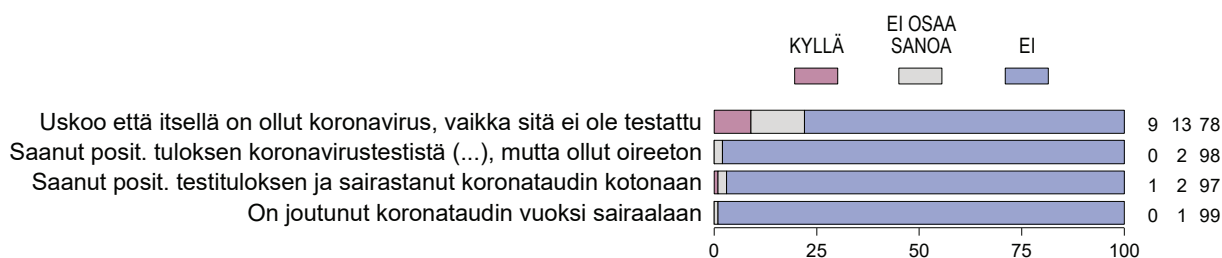 EI OSAA
KYLLÄ SANOA EI
Uskoo että itsellä on ollut koronavirus, vaikka sitä ei ole testattu 9 13 78
Saanut posit. tuloksen koronavirustestistä (...), mutta ollut oireeton 0 2 98
Saanut posit. testituloksen ja sairastanut koronataudin kotonaan 1 2 97
On joutunut koronataudin vuoksi sairaalaan 0 1 99
0 25 50 75 100